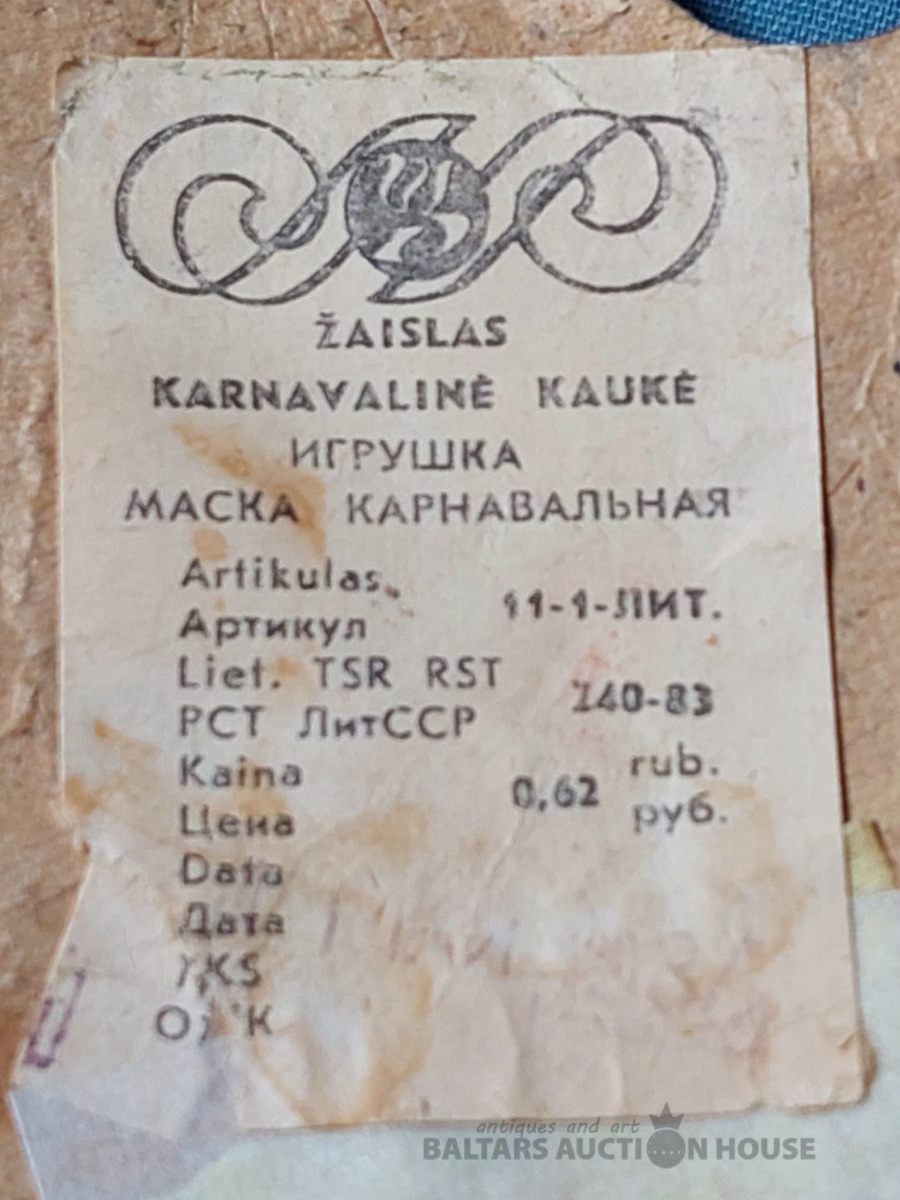 ŽAISLAS
KARNAVALINĖ KAUKĖ
ИГРУШКА
МАСКА КАРНАВАЛЬНАЯ
Artikulas
Артикул
11-1-ЛИТ.
Liet. TSR RST
РСТ ЛитССР
240-83
Kaina
Цена
0,62
rub.
руб.
Data
Дата
antiques and art
BALTARS AUCTION HOUSE